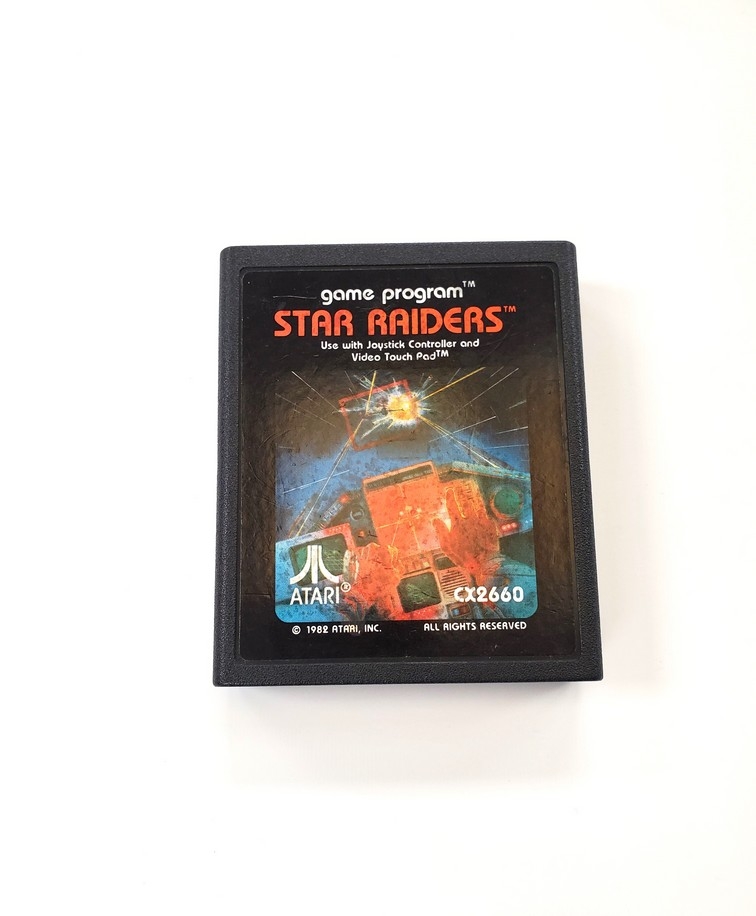 game program™
STAR RAIDERS™
Use with Joystick Controller and
Video Touch Pad™
ATARI®
CX2660
© 1982 ATARI, INC.
ALL RIGHTS RESERVED